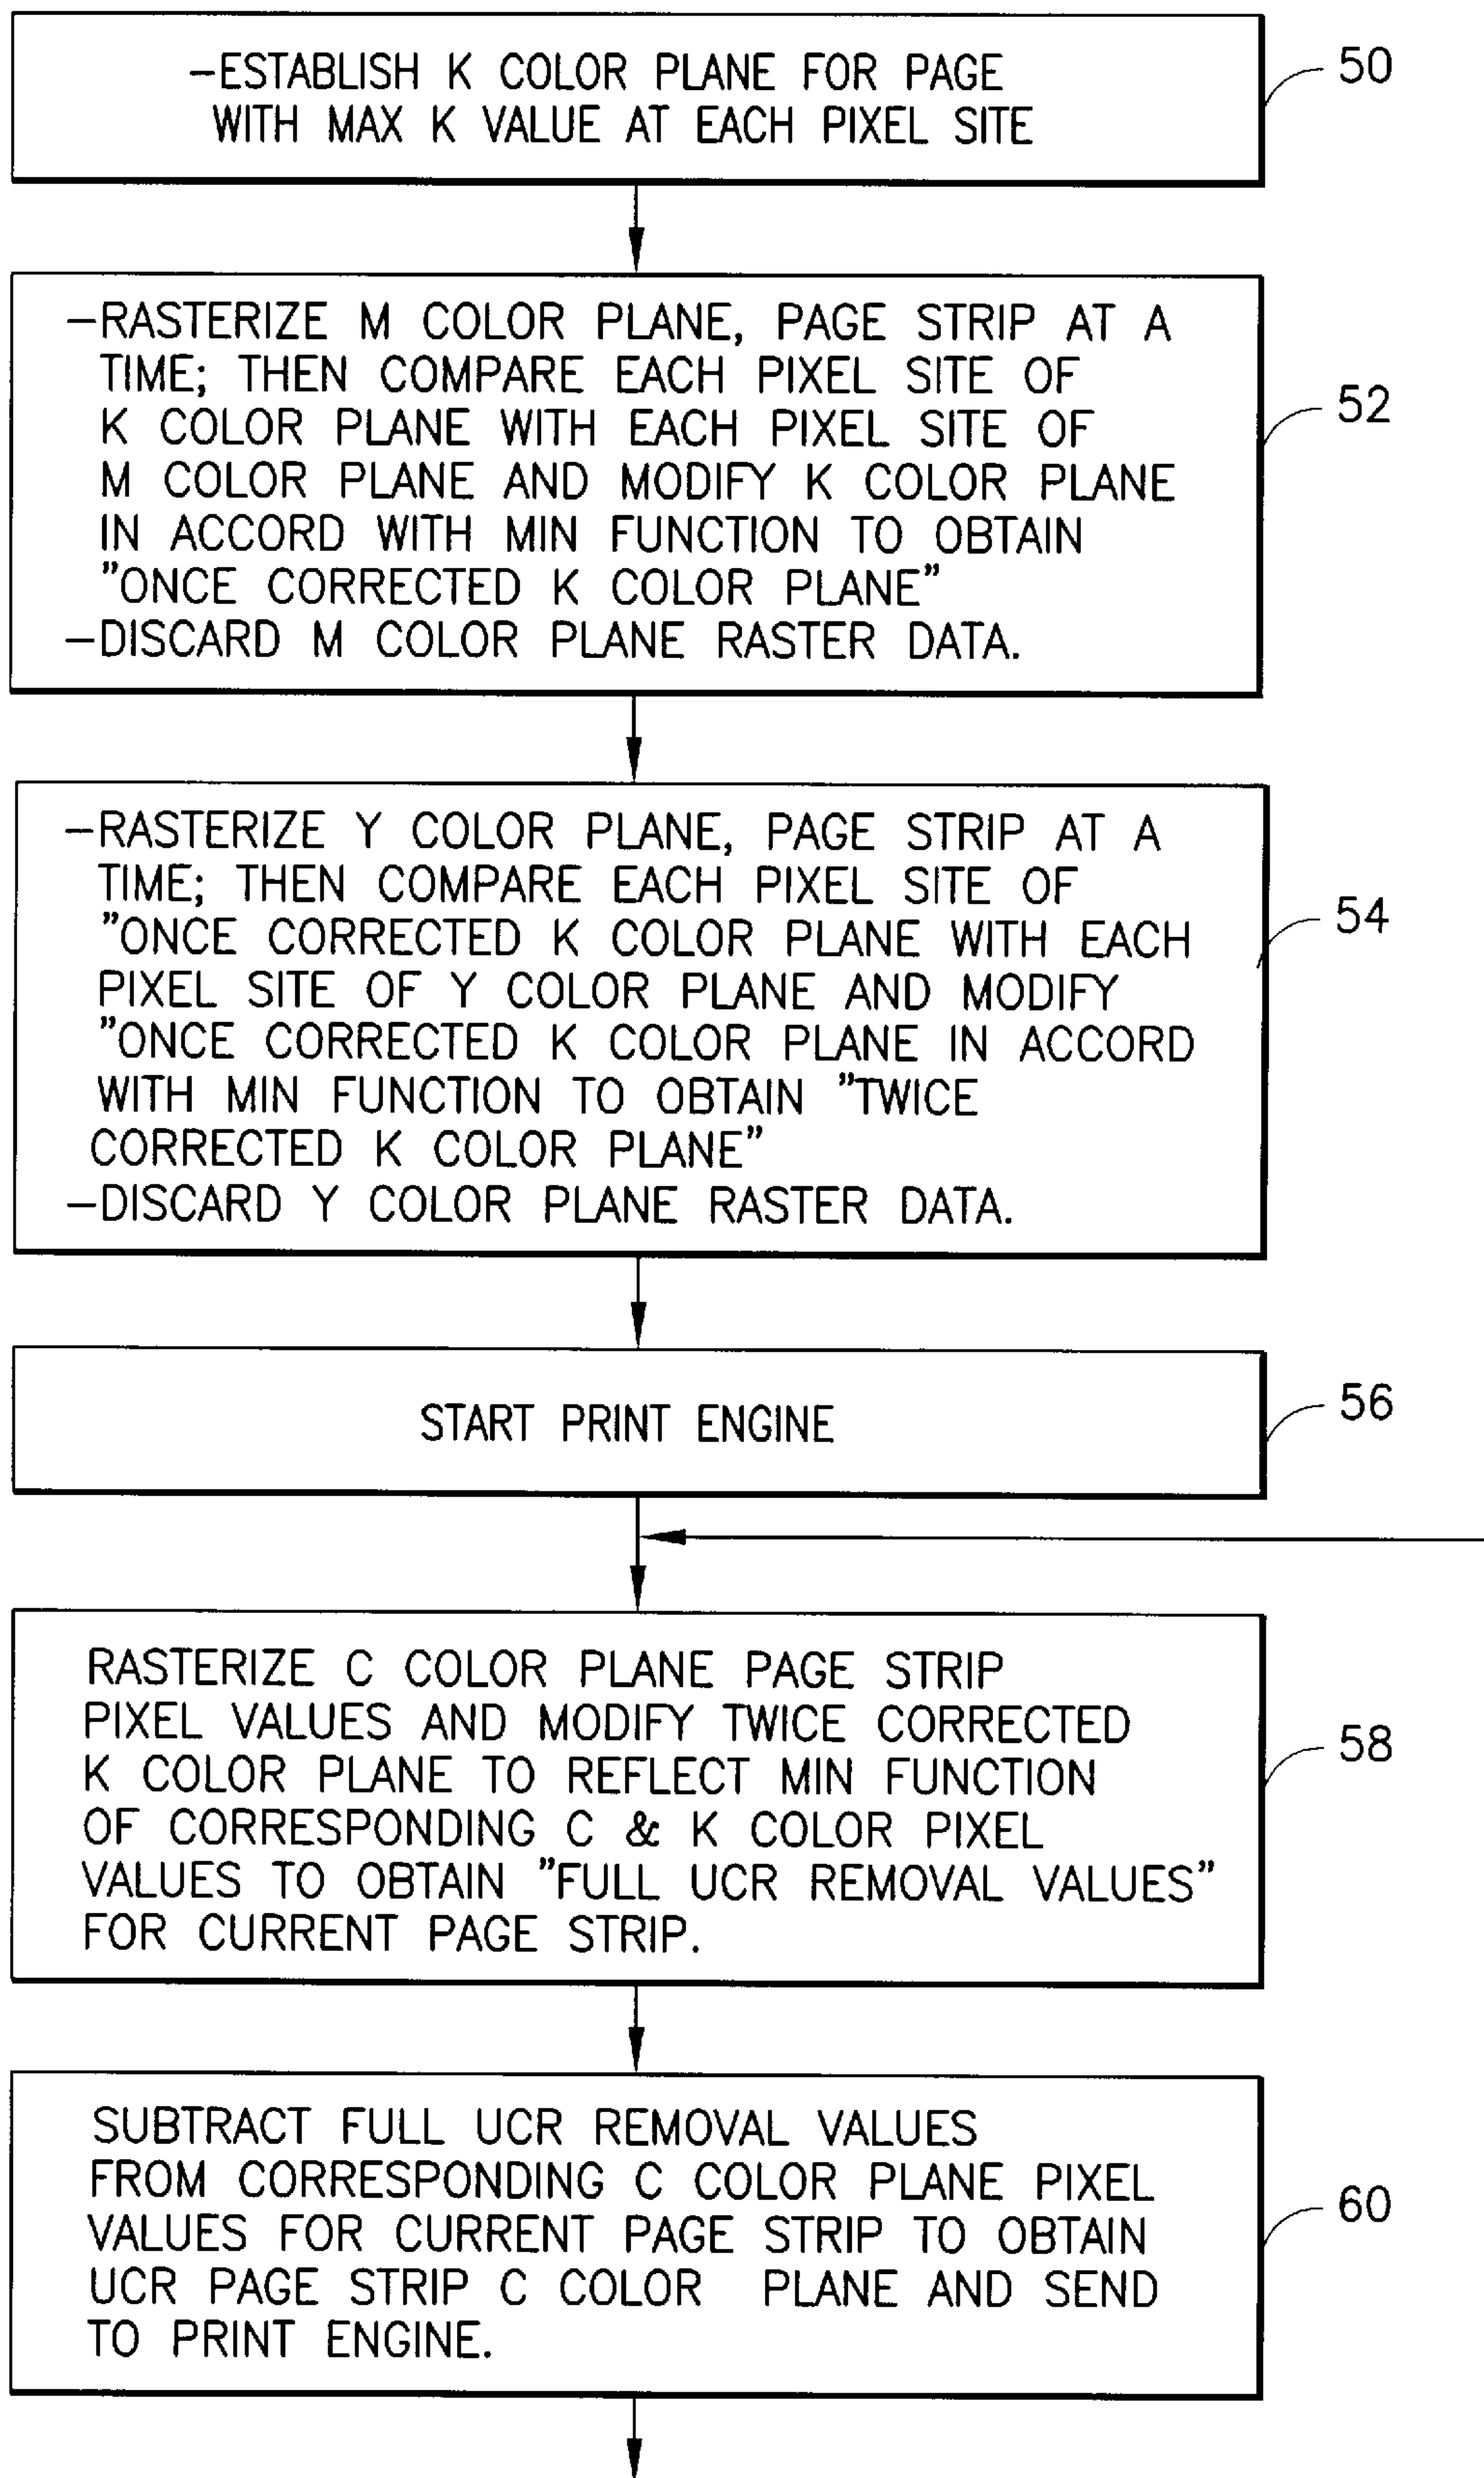 –ESTABLISH K COLOR PLANE FOR PAGE
WITH MAX K VALUE AT EACH PIXEL SITE
50
–RASTERIZE M COLOR PLANE, PAGE STRIP AT A
TIME; THEN COMPARE EACH PIXEL SITE OF
K COLOR PLANE WITH EACH PIXEL SITE OF
M COLOR PLANE AND MODIFY K COLOR PLANE
IN ACCORD WITH MIN FUNCTION TO OBTAIN
”ONCE CORRECTED K COLOR PLANE”
–DISCARD M COLOR PLANE RASTER DATA.
52
–RASTERIZE Y COLOR PLANE, PAGE STRIP AT A
TIME; THEN COMPARE EACH PIXEL SITE OF
”ONCE CORRECTED K COLOR PLANE WITH EACH
PIXEL SITE OF Y COLOR PLANE AND MODIFY
”ONCE CORRECTED K COLOR PLANE IN ACCORD
WITH MIN FUNCTION TO OBTAIN ”TWICE
CORRECTED K COLOR PLANE”
–DISCARD Y COLOR PLANE RASTER DATA.
54
START PRINT ENGINE
56
RASTERIZE C COLOR PLANE PAGE STRIP
PIXEL VALUES AND MODIFY TWICE CORRECTED
K COLOR PLANE TO REFLECT MIN FUNCTION
OF CORRESPONDING C & K COLOR PIXEL
VALUES TO OBTAIN ”FULL UCR REMOVAL VALUES”
FOR CURRENT PAGE STRIP.
58
SUBTRACT FULL UCR REMOVAL VALUES
FROM CORRESPONDING C COLOR PLANE PIXEL
VALUES FOR CURRENT PAGE STRIP TO OBTAIN
UCR PAGE STRIP C COLOR PLANE AND SEND
TO PRINT ENGINE.
60